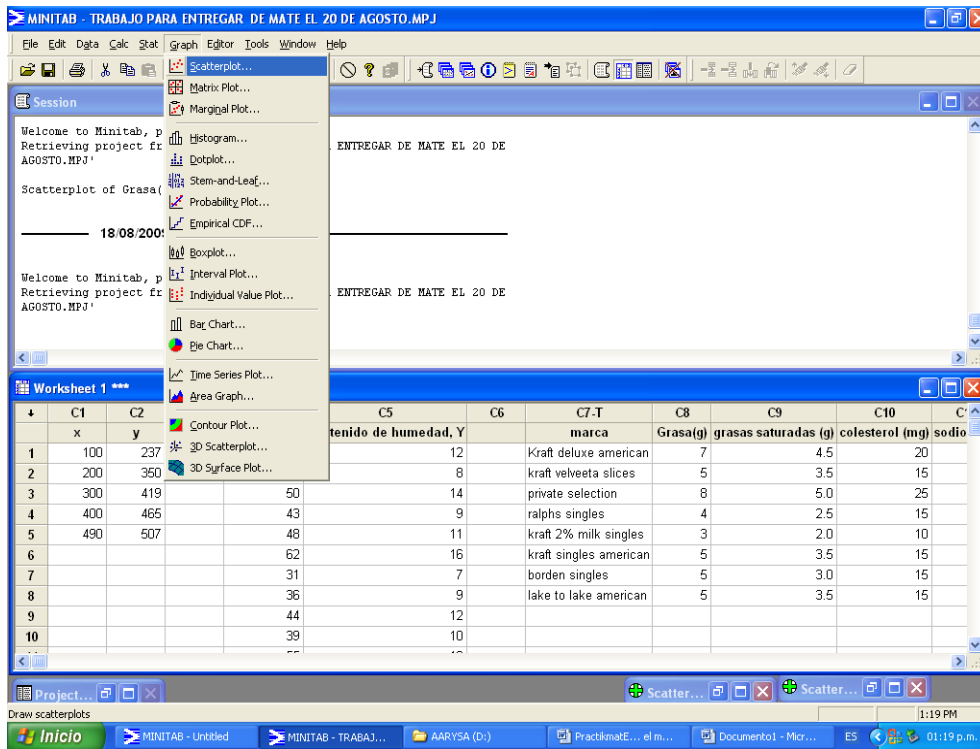 MINITAB - TRABAJO PARA ENTREGAR DE MATE EL 20 DE AGOSTO.MPJ
File Edit Data Calc Stat Graph Editor Tools Window Help
Scatterplot...
Matrix Plot...
Marginal Plot...
Histogram...
Dotplot...
Stem-and-Leaf...
Probability Plot...
Empirical CDF...
Boxplot...
Interval Plot...
Individual Value Plot...
Bar Chart...
Pie Chart...
Time Series Plot...
Area Graph...
Contour Plot...
3D Scatterplot...
3D Surface Plot...
Session
Welcome to Minitab, p
Retrieving project fr ENTREGAR DE MATE EL 20 DE
AGOSTO.MPJ'
Scatterplot of Grasa(
18/08/2009
Welcome to Minitab, p
Retrieving project fr ENTREGAR DE MATE EL 20 DE
AGOSTO.MPJ'
Worksheet 1 ***
C1 C2 C5 C6 C7-T C8 C9 C10
x y tenido de humedad, Y marca Grasa(g) grasas saturadas (g) colesterol (mg) sodio
1 100 237 12 Kraft deluxe american 7 4.5 20
2 200 350 8 kraft velveeta slices 5 3.5 15
3 300 419 50 14 private selection 8 5.0 25
4 400 465 43 9 ralphs singles 4 2.5 15
5 490 507 48 11 kraft 2% milk singles 3 2.0 10
6 62 16 kraft singles american 5 3.5 15
7 31 7 borden singles 5 3.0 15
8 36 9 lake to lake american 5 3.5 15
9 44 12
10 39 10
Project... Scatter... Scatter...
Draw scatterplots 1:19 PM
Inicio MINITAB - Untitled MINITAB - TRABAJ... AARYSA (D:) PractikmatE... el m... Documento1 - Micr... ES 01:19 p.m.